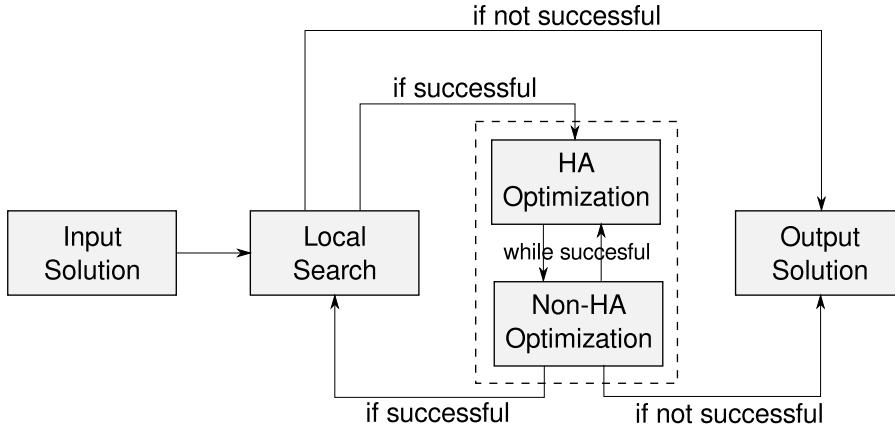 if not successful
if successful
HA
Optimization
Input
Solution
Local
Search
while succesful
Output
Solution
Non-HA
Optimization
if successful
if not successful